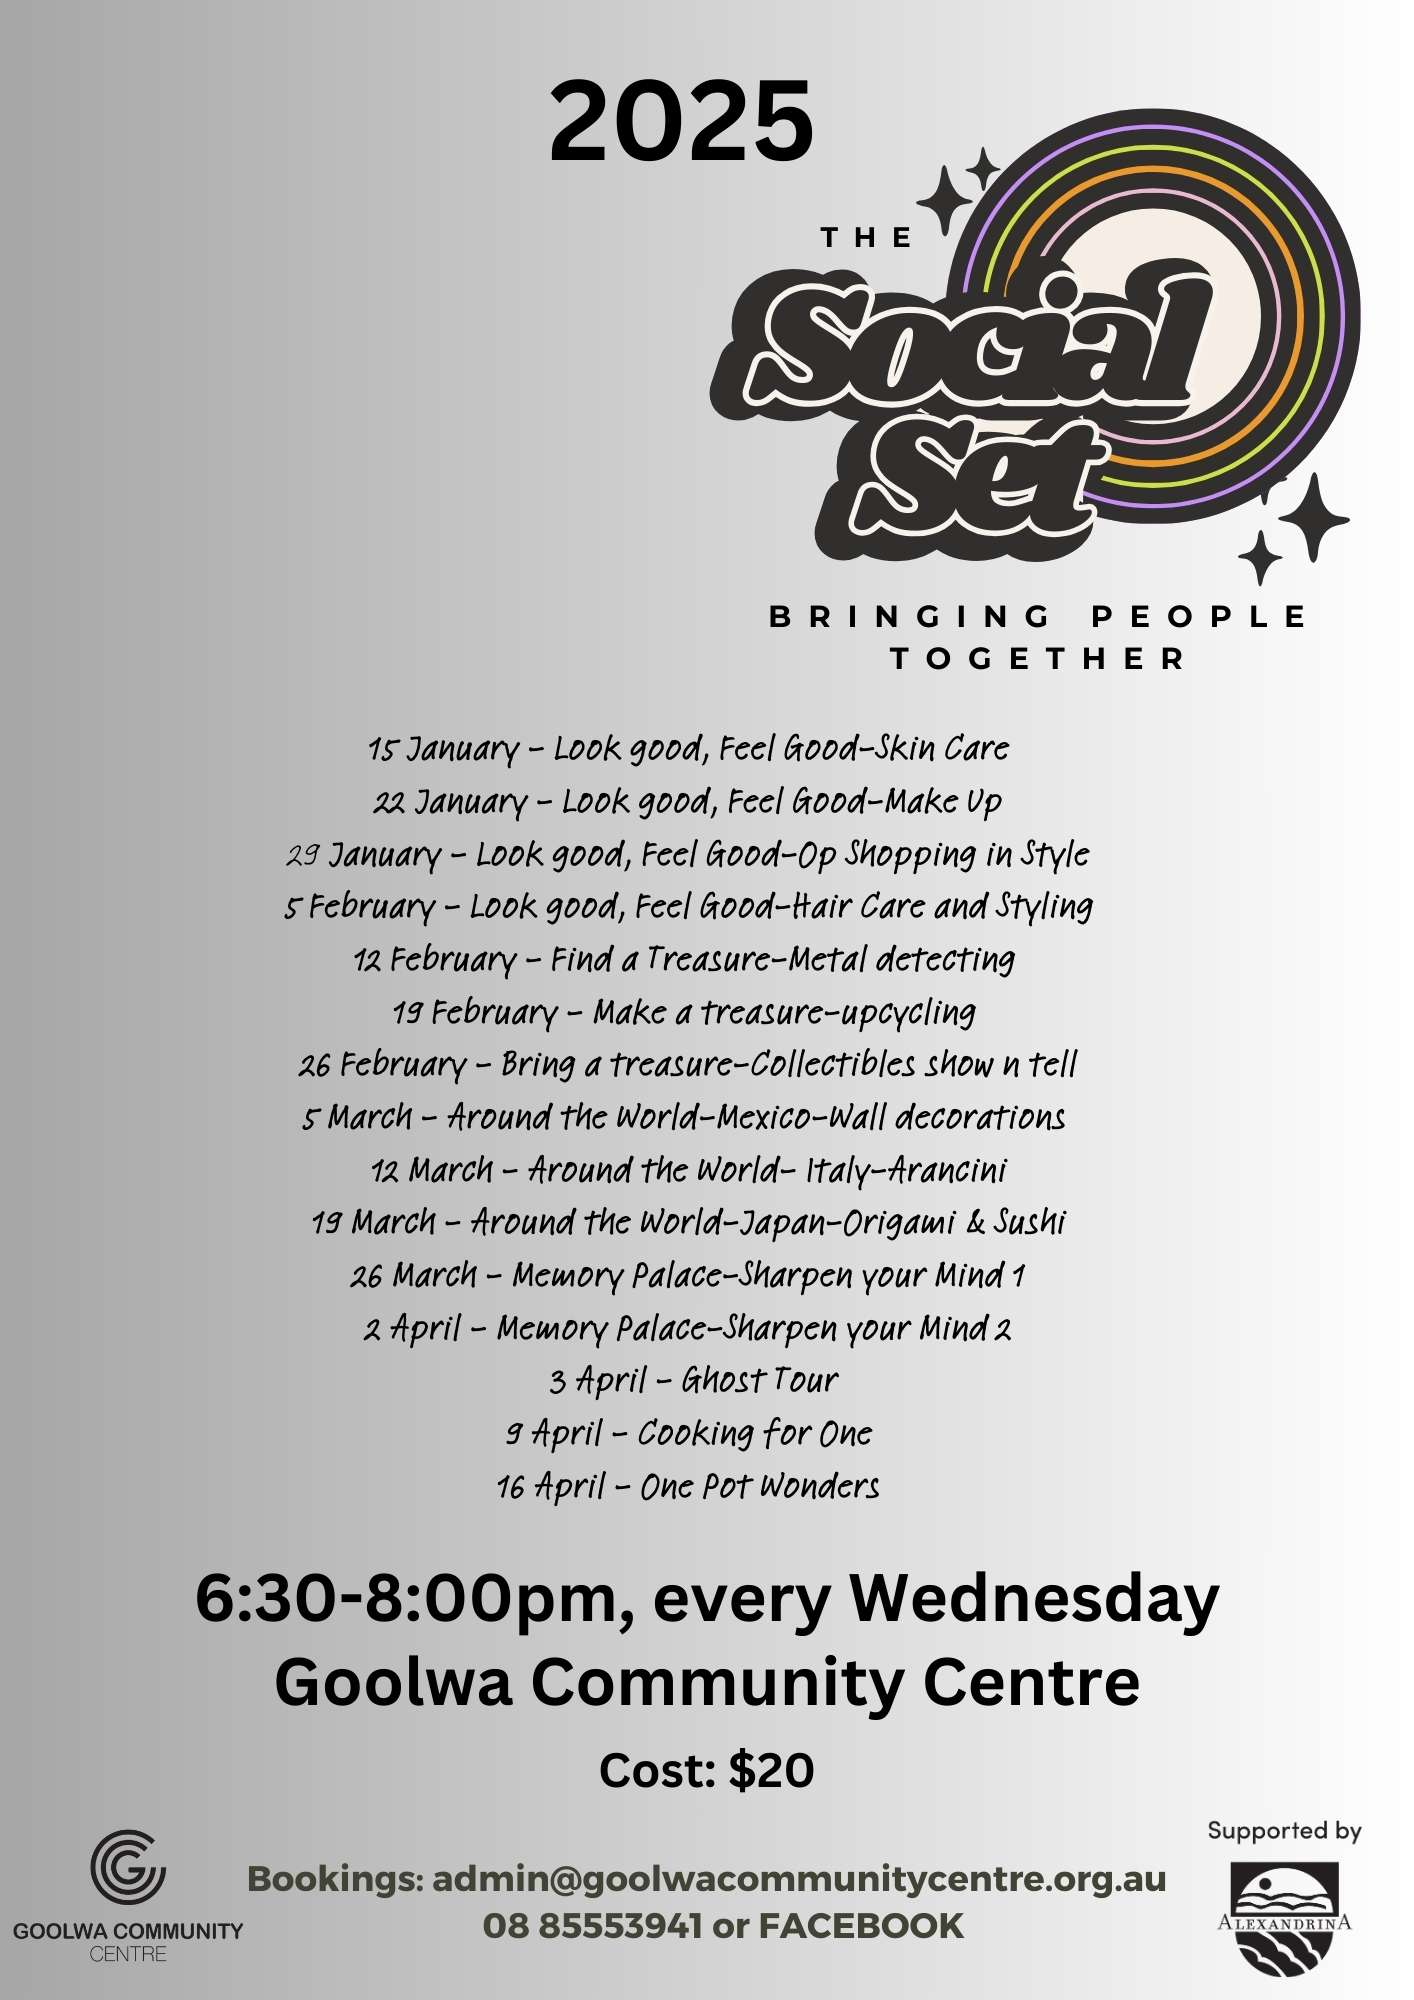 2025
THE
Social
Set
BRINGING PEOPLE
TOGETHER
15 January - Look good, Feel Good-Skin Care
22 January - Look good, Feel Good-Make Up
29 January - Look good, Feel Good-Op Shopping in Style
5 February - Look good, Feel Good-Hair Care and Styling
12 February - Find a Treasure-Metal detecting
19 February - Make a treasure-upcycling
26 February - Bring a treasure-Collectibles show n tell
5 March - Around the World-Mexico-Wall decorations
12 March - Around the World- Italy-Arancini
19 March - Around the World-Japan-Origami & Sushi
26 March - Memory Palace-Sharpen your Mind 1
2 April - Memory Palace-Sharpen your Mind 2
3 April - Ghost Tour
9 April - Cooking for One
16 April - One Pot Wonders
6:30-8:00pm, every Wednesday
Goolwa Community Centre
Cost: $20
Supported by
ALEXANDRINA
Bookings: admin@goolwacommunitycentre.org.au
08 85553941 or FACEBOOK
GOOLWA COMMUNITY
CENTRE